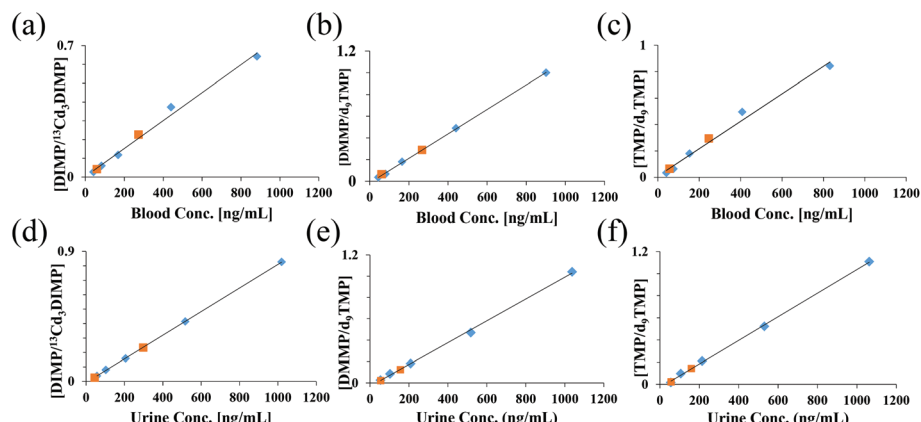 (a)
[DIMP/¹³Cd₃DIMP]
0.7
0
0 200 400 600 800 1000 1200
Blood Conc. [ng/mL]
(b)
[DMMP/d₉TMP]
1.2
0
0 200 400 600 800 1000 1200
Blood Conc. [ng/mL]
(c)
[TMP/d₉TMP]
1
0
0 200 400 600 800 1000 1200
Blood Conc. [ng/mL]
(d)
[DIMP/¹³Cd₃DIMP]
0.9
0
0 200 400 600 800 1000 1200
Urine Conc. [ng/mL]
(e)
[DMMP/d₉TMP]
1.2
0
0 200 400 600 800 1000 1200
Urine Conc. (ng/mL)
(f)
[TMP/d₉TMP]
1.2
0
0 200 400 600 800 1000 1200
Urine Conc. (ng/mL)